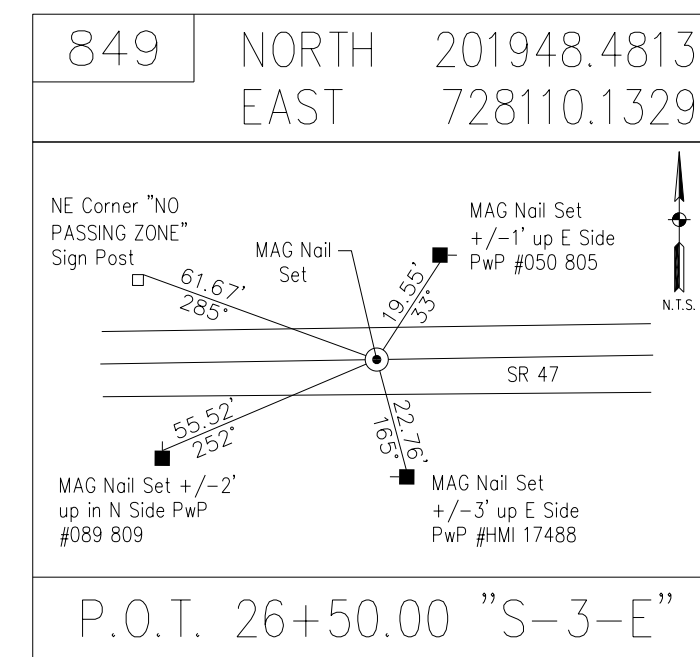 849
NORTH 201948.4813
EAST 728110.1329
NE Corner "NO
PASSING ZONE"
Sign Post
MAG Nail
Set
MAG Nail Set
+/-1' up E Side
PwP #050 805
N.T.S.
61.67'
285°
19.55'
33°
SR 47
55.52'
252°
22.76'
165°
MAG Nail Set +/-2'
up in N Side PwP
#089 809
MAG Nail Set
+/-3' up E Side
PwP #HMI 17488
P.O.T. 26+50.00 "S-3-E"